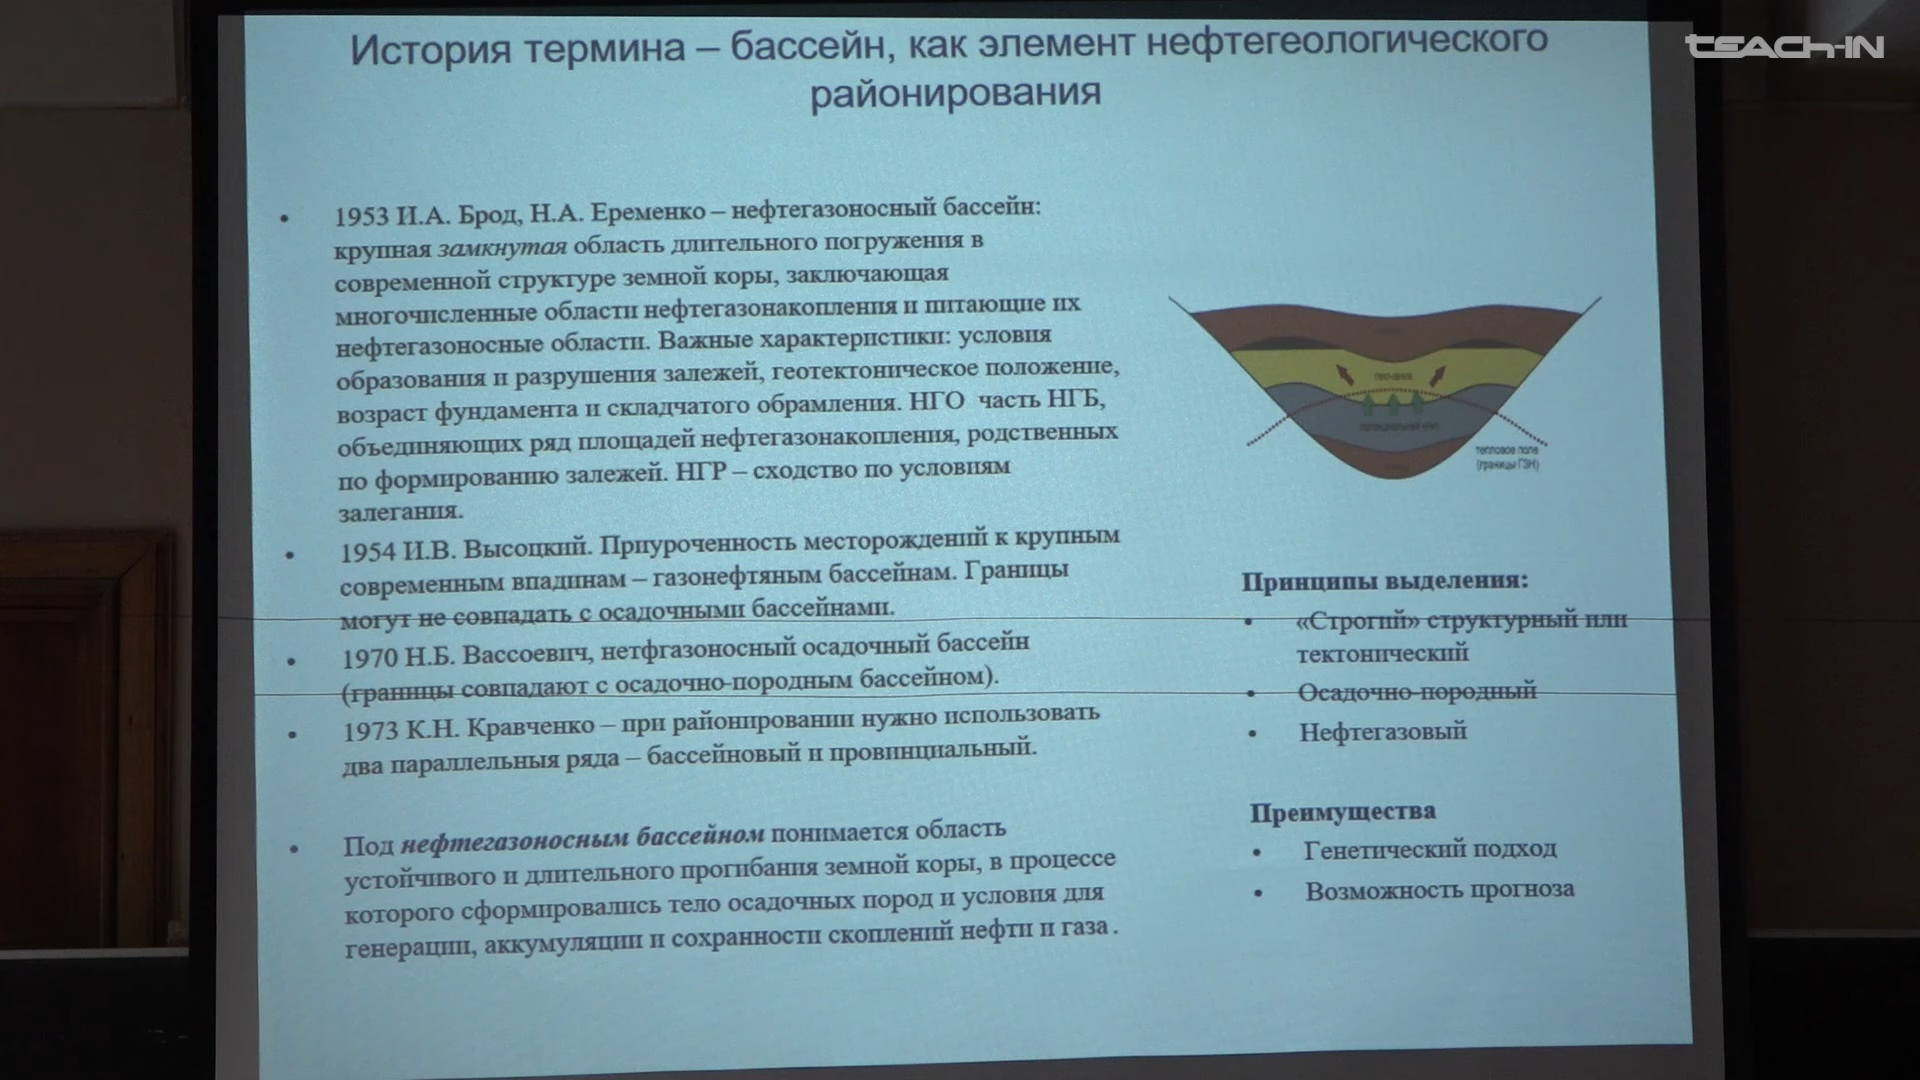 teach-in
История термина – бассейн, как элемент нефтегеологического
районирования
• 1953 И.А. Брод, Н.А. Еременко – нефтегазоносный бассейн:
крупная замкнутая область длительного погружения в
современной структуре земной коры, заключающая
многочисленные области нефтегазонакопления и питающие их
нефтегазоносные области. Важные характеристики: условия
образования и разрушения залежей, геотектоническое положение,
возраст фундамента и складчатого обрамления. НГО часть НГБ,
объединяющих ряд площадей нефтегазонакопления, родственных
по формированию залежей. НГР – сходство по условиям
залегания.
• 1954 И.В. Высоцкий. Приуроченность месторождений к крупным
современным впадинам – газонефтяным бассейнам. Границы
могут не совпадать с осадочными бассейнами.
• 1970 Н.Б. Вассоевич, нетфгазоносный осадочный бассейн
(границы совпадают с осадочно-породным бассейном).
• 1973 К.Н. Кравченко – при районировании нужно использовать
два параллельныя ряда – бассейновый и провинциальный.
• Под нефтегазоносным бассейном понимается область
устойчивого и длительного прогибания земной коры, в процессе
которого сформировались тело осадочных пород и условия для
генерации, аккумуляции и сохранности скоплений нефти и газа .
тепловое поле
(границы ГЗН)
Принципы выделения:
• «Строгий» структурный или
тектонический
• Осадочно-породный
• Нефтегазовый
Преимущества
• Генетический подход
• Возможность прогноза